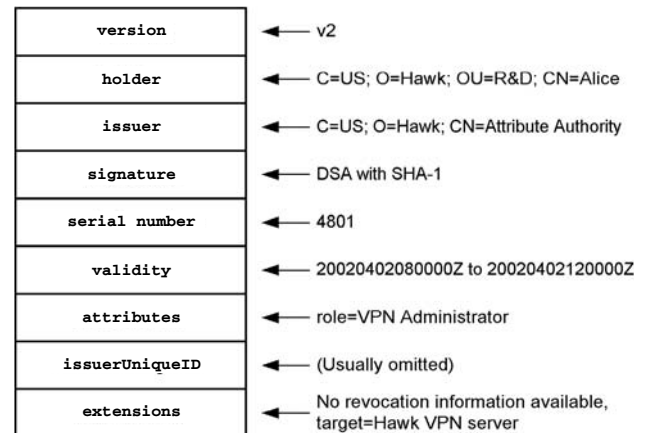 version v2
holder C=US; O=Hawk; OU=R&D; CN=Alice
issuer C=US; O=Hawk; CN=Attribute Authority
signature DSA with SHA-1
serial number 4801
validity 20020402080000Z to 20020402120000Z
attributes role=VPN Administrator
issuerUniqueID (Usually omitted)
extensions No revocation information available,
target=Hawk VPN server